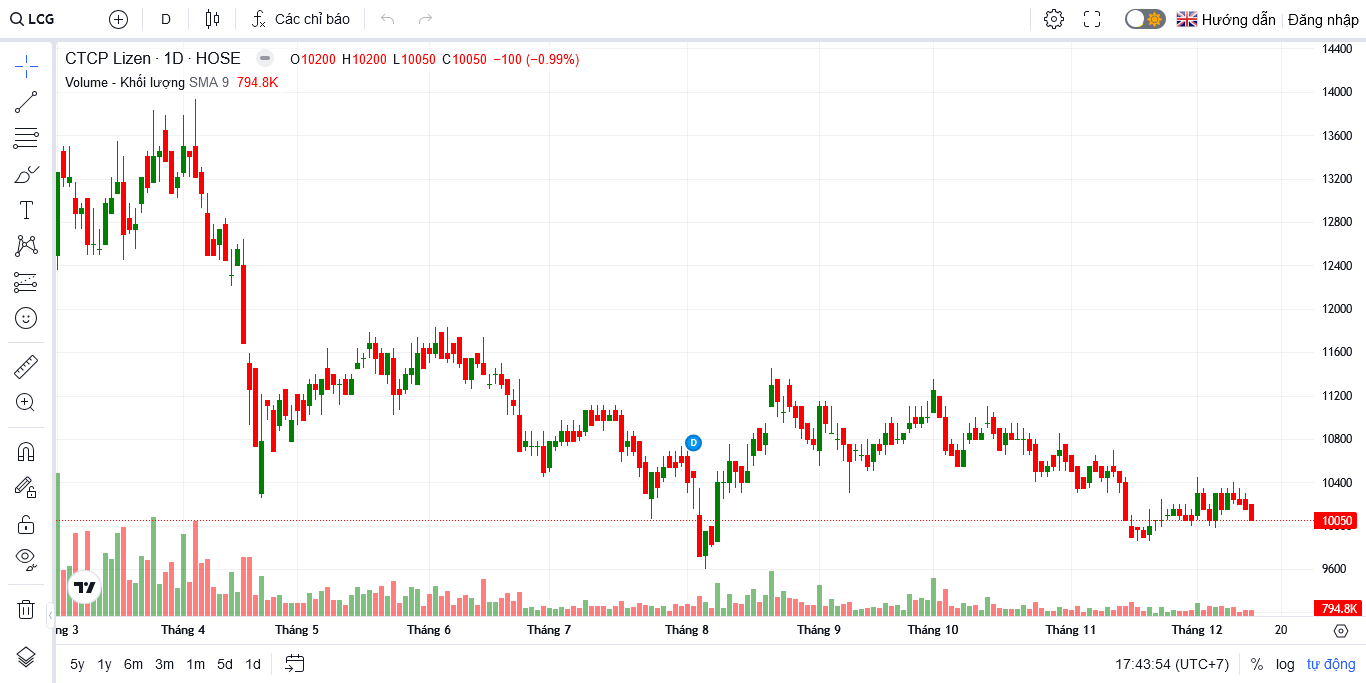 LCG D Các chỉ báo Hướng dẫn Đăng nhập
CTCP Lizen · 1D · HOSE O10200 H10200 L10050 C10050 −100 (−0.99%)
Volume - Khối lượng SMA 9 794.8K
14400
14000
13600
13200
12800
12400
12000
11600
11200
10800
D
10400
10050
9600
794.8K
ng 3 Tháng 4 Tháng 5 Tháng 6 Tháng 7 Tháng 8 Tháng 9 Tháng 10 Tháng 11 Tháng 12 20
5y 1y 6m 3m 1m 5d 1d 17:43:54 (UTC+7) % log tự động